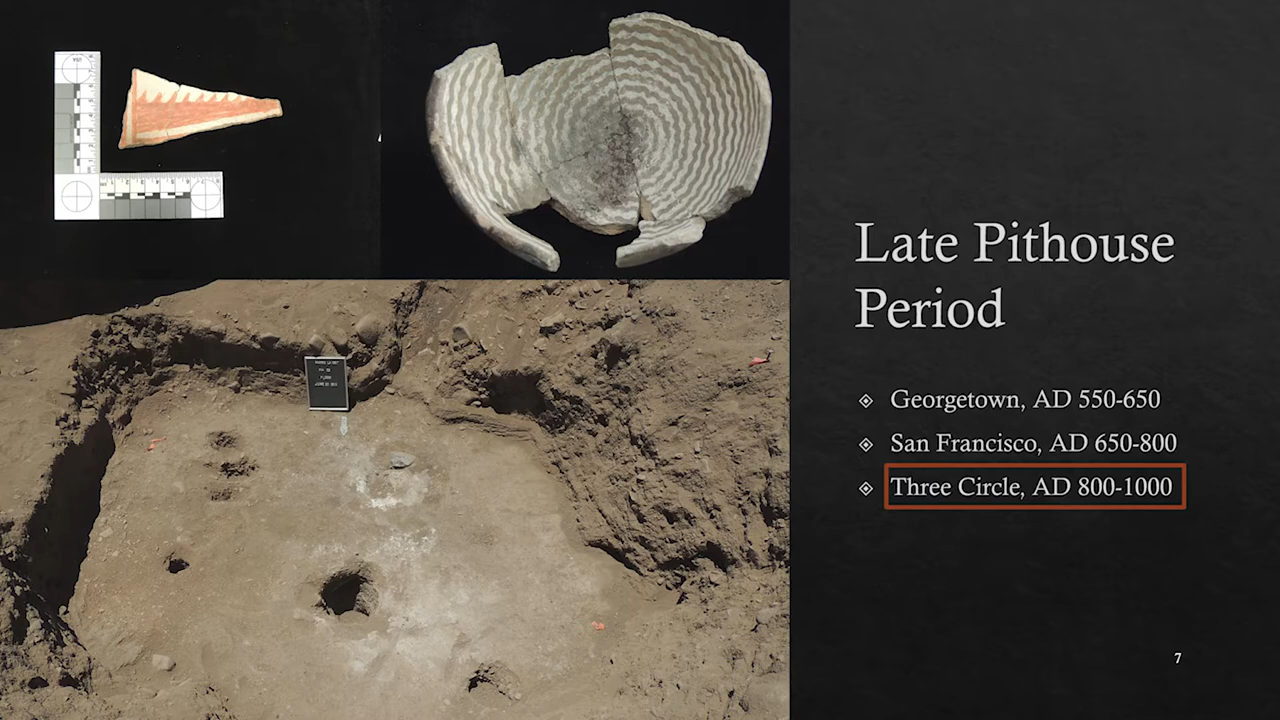 Late Pithouse
Period
Georgetown, AD 550-650
San Francisco, AD 650-800
Three Circle, AD 800-1000
7